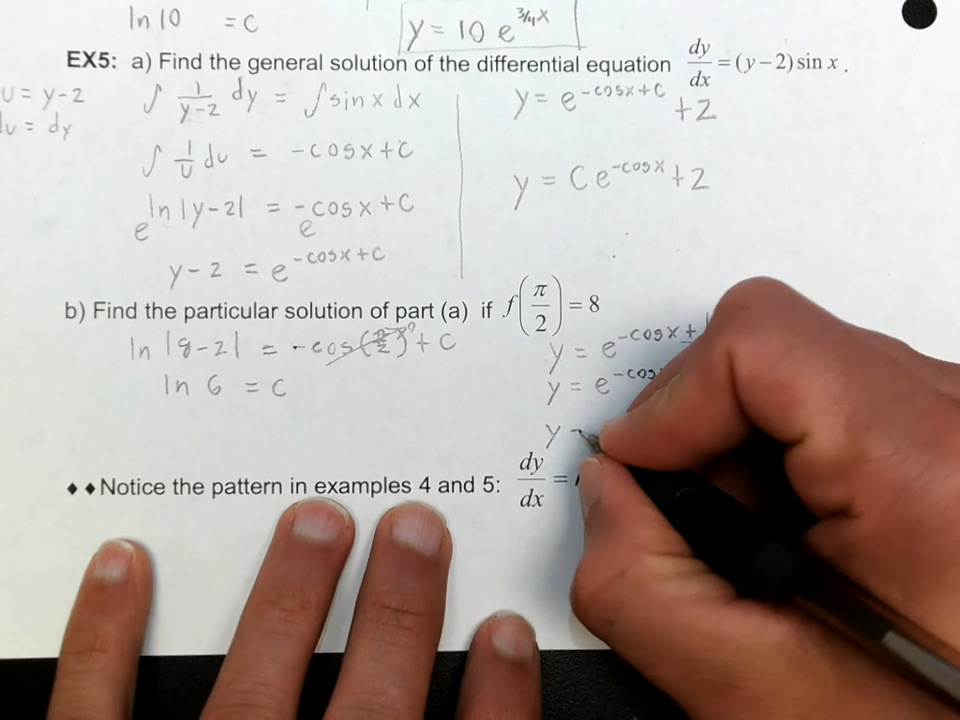 ln 10 = C
y = 10 e^{3/4 x}
EX5: a) Find the general solution of the differential equation dy/dx = (y – 2) sin x .
u = y-2
du = dy
∫ 1/(y-2) dy = ∫ sin x dx
∫ 1/u du = -cos x + C
ln |y-2| = -cos x + C
e e
y - 2 = e^{-cos x + C}
y = e^{-cos x + C} + 2
y = C e^{-cos x} + 2
b) Find the particular solution of part (a) if f(π/2) = 8
ln |8-2| = -cos(π/2)^0 + C
ln 6 = C
y = e^{-cos x +
y = e^{-cos
y
♦ ♦ Notice the pattern in examples 4 and 5: dy/dx =